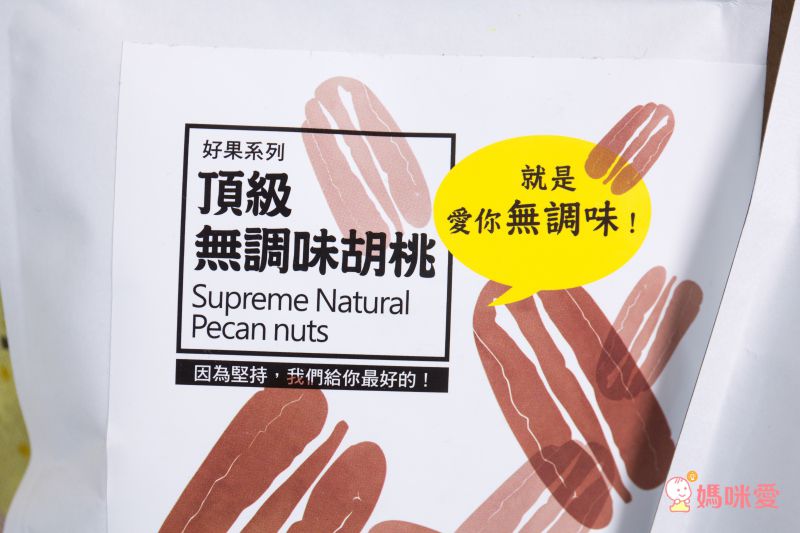 好果系列
頂級
無調味胡桃
Supreme Natural
Pecan nuts
因為堅持，我們給你最好的！
就是
愛你無調味！
媽咪愛